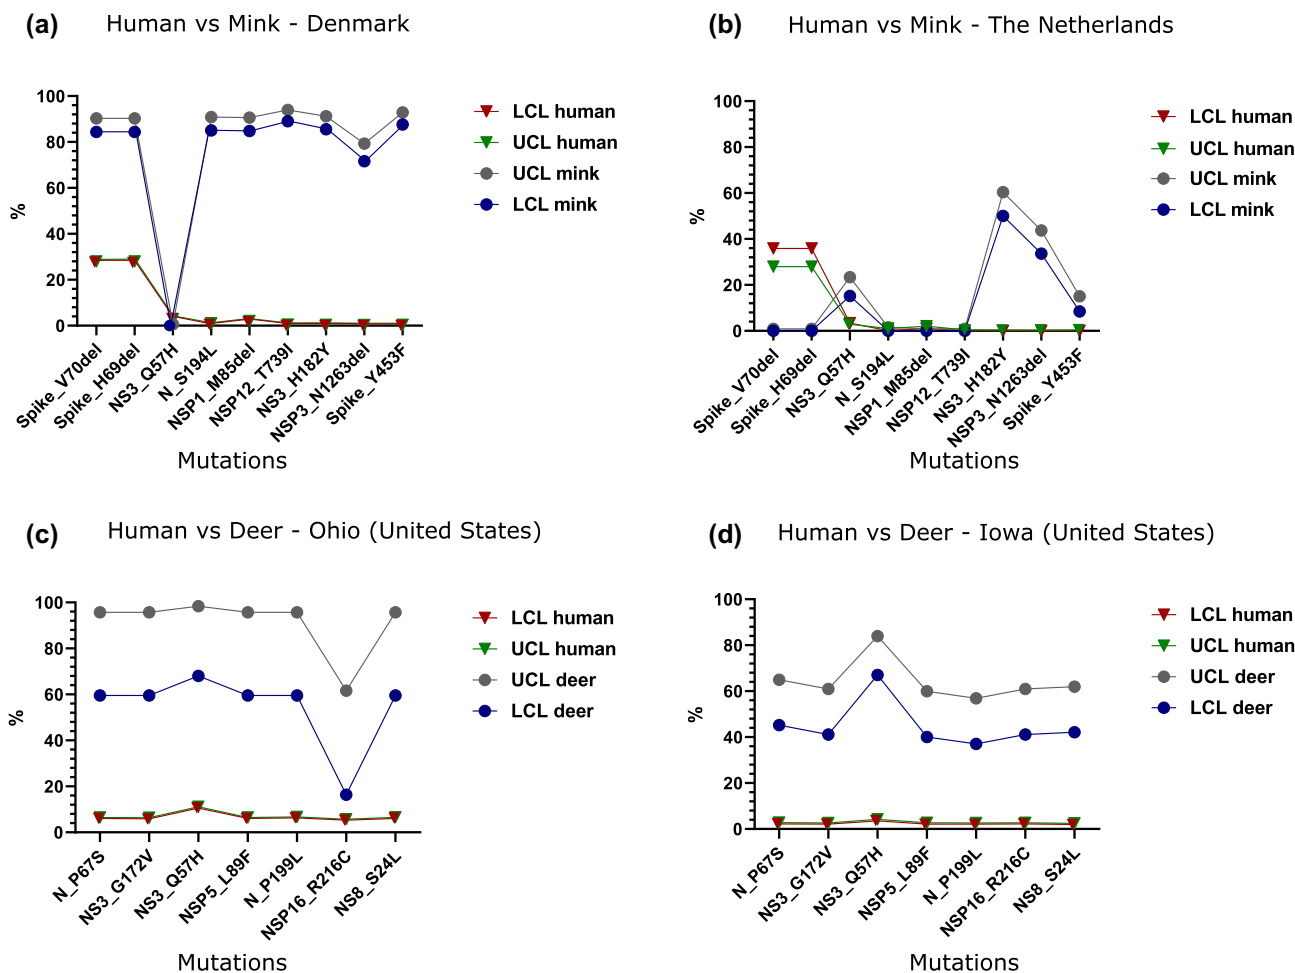 (a) Human vs Mink - Denmark
100
80
60
40
20
0
%
LCL human
UCL human
UCL mink
LCL mink
Spike_V70del
Spike_H69del
NS3_Q57H
N_S194L
NSP1_M85del
NSP12_T739I
NS3_H182Y
NSP3_N1263del
Spike_Y453F
Mutations
(b) Human vs Mink - The Netherlands
100
80
60
40
20
0
%
LCL human
UCL human
UCL mink
LCL mink
Spike_V70del
Spike_H69del
NS3_Q57H
N_S194L
NSP1_M85del
NSP12_T739I
NS3_H182Y
NSP3_N1263del
Spike_Y453F
Mutations
(c) Human vs Deer - Ohio (United States)
100
80
60
40
20
0
%
LCL human
UCL human
UCL deer
LCL deer
N_P67S
NS3_G172V
NS3_Q57H
NSP5_L89F
N_P199L
NSP16_R216C
NS8_S24L
Mutations
(d) Human vs Deer - Iowa (United States)
100
80
60
40
20
0
%
LCL human
UCL human
UCL deer
LCL deer
N_P67S
NS3_G172V
NS3_Q57H
NSP5_L89F
N_P199L
NSP16_R216C
NS8_S24L
Mutations